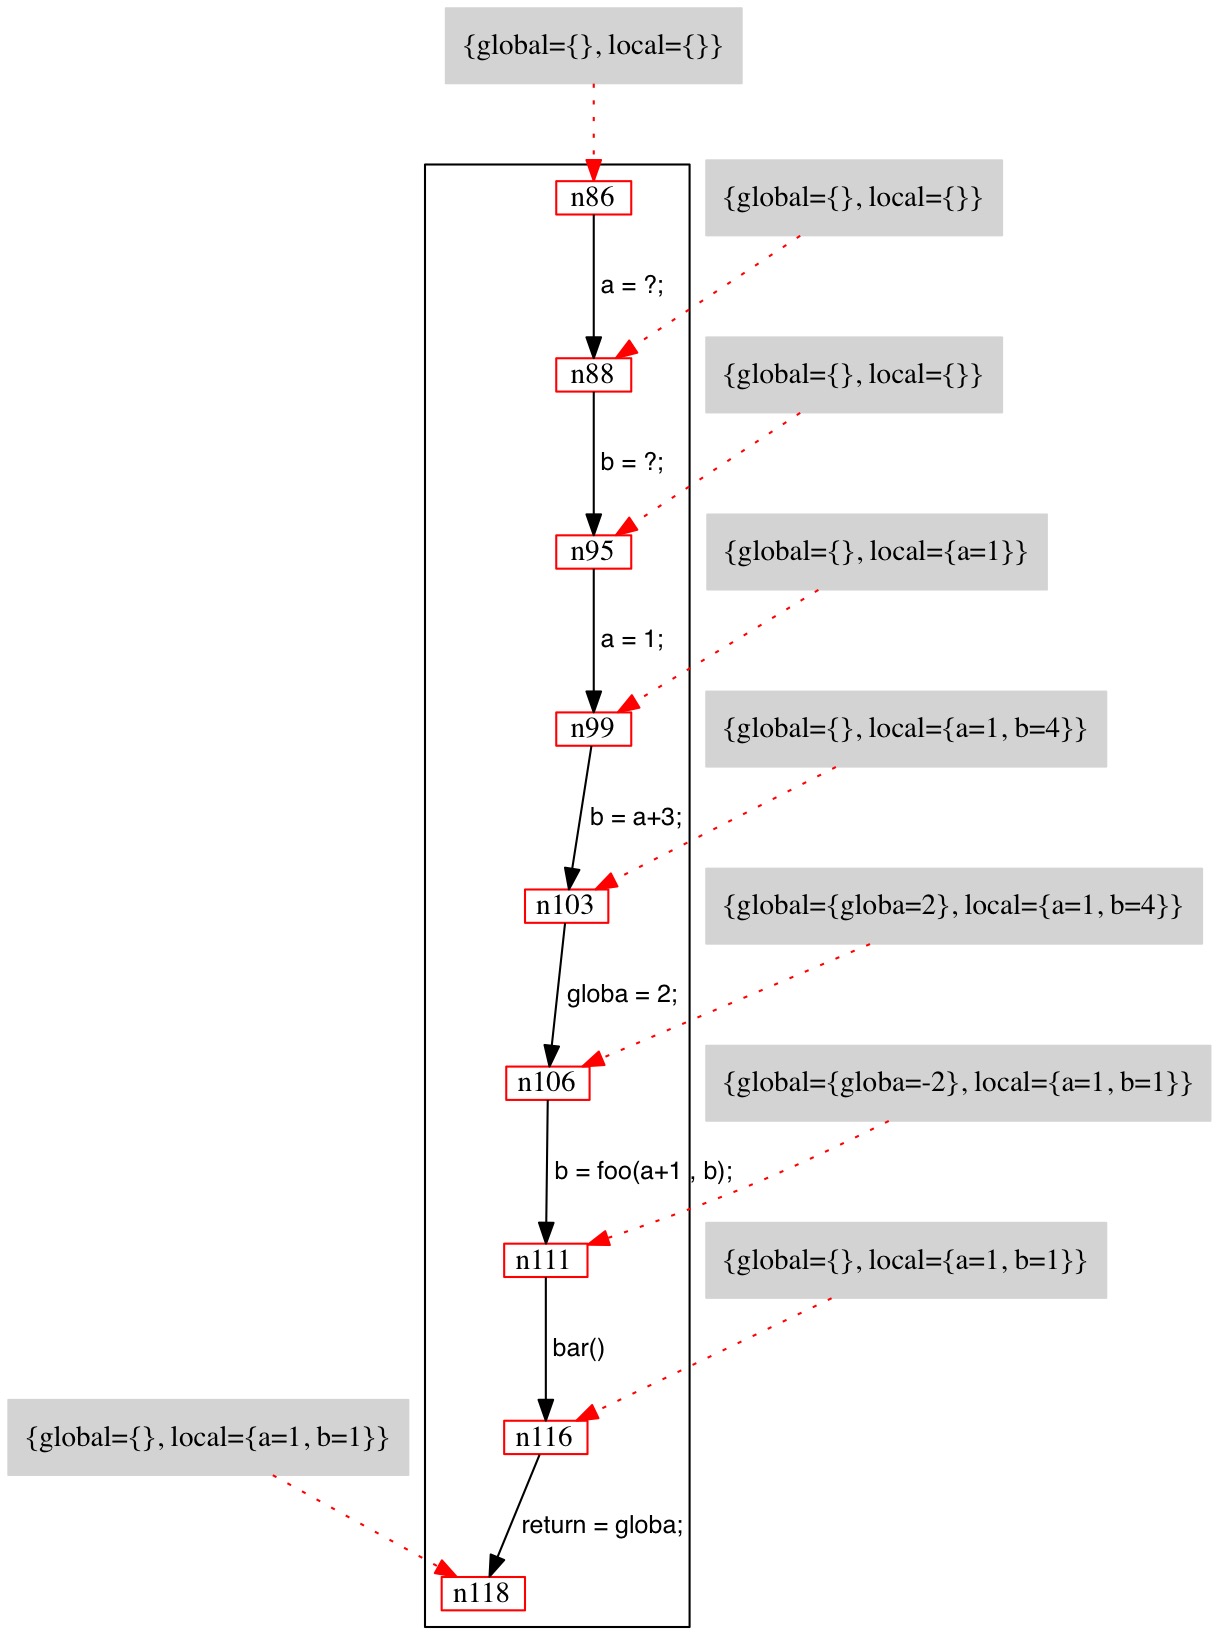 {global={}, local={}}
n86
{global={}, local={}}
a = ?;
n88
{global={}, local={}}
b = ?;
n95
{global={}, local={a=1}}
a = 1;
n99
{global={}, local={a=1, b=4}}
b = a+3;
n103
{global={globa=2}, local={a=1, b=4}}
globa = 2;
n106
{global={globa=-2}, local={a=1, b=1}}
b = foo(a+1 , b);
n111
{global={}, local={a=1, b=1}}
bar()
n116
{global={}, local={a=1, b=1}}
return = globa;
n118